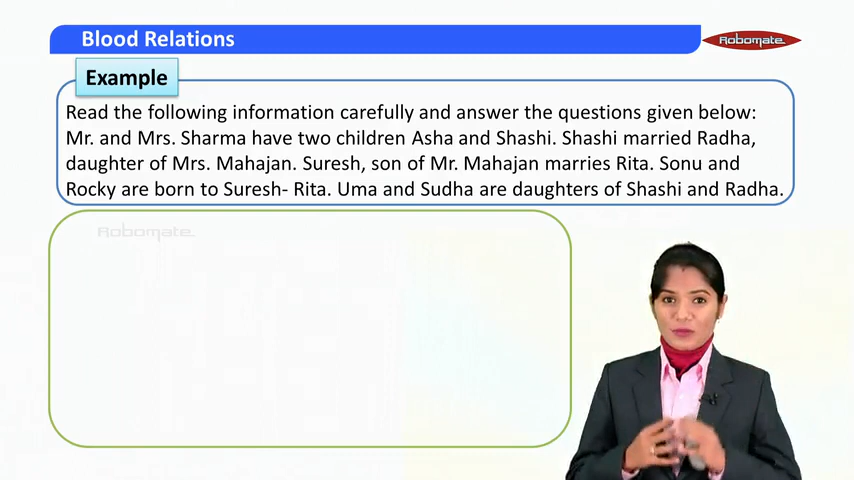 Blood Relations
Robomate
Example
Read the following information carefully and answer the questions given below:
Mr. and Mrs. Sharma have two children Asha and Shashi. Shashi married Radha,
daughter of Mrs. Mahajan. Suresh, son of Mr. Mahajan marries Rita. Sonu and
Rocky are born to Suresh- Rita. Uma and Sudha are daughters of Shashi and Radha.
Robomate